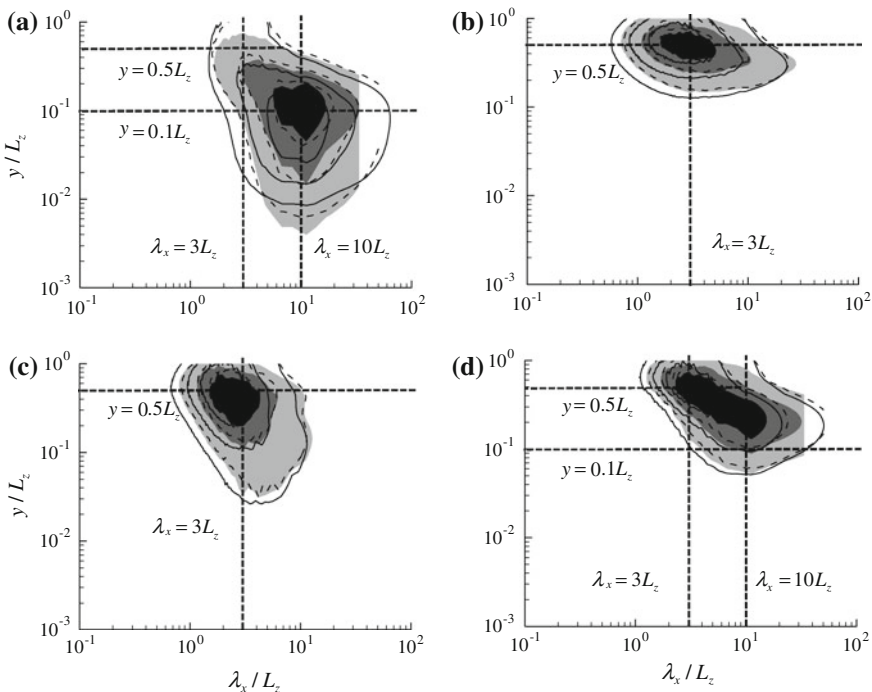 (a)
10^0
10^-1
10^-2
10^-3
y / L_z
y = 0.5L_z
y = 0.1L_z
λ_x = 3L_z
λ_x = 10L_z
10^-1
10^0
10^1
10^2
(b)
10^0
10^-1
10^-2
10^-3
y = 0.5L_z
λ_x = 3L_z
10^-1
10^0
10^1
10^2
(c)
10^0
10^-1
10^-2
10^-3
y / L_z
y = 0.5L_z
λ_x = 3L_z
10^-1
10^0
10^1
10^2
λ_x / L_z
(d)
10^0
10^-1
10^-2
10^-3
y = 0.5L_z
y = 0.1L_z
λ_x = 3L_z
λ_x = 10L_z
10^-1
10^0
10^1
10^2
λ_x / L_z